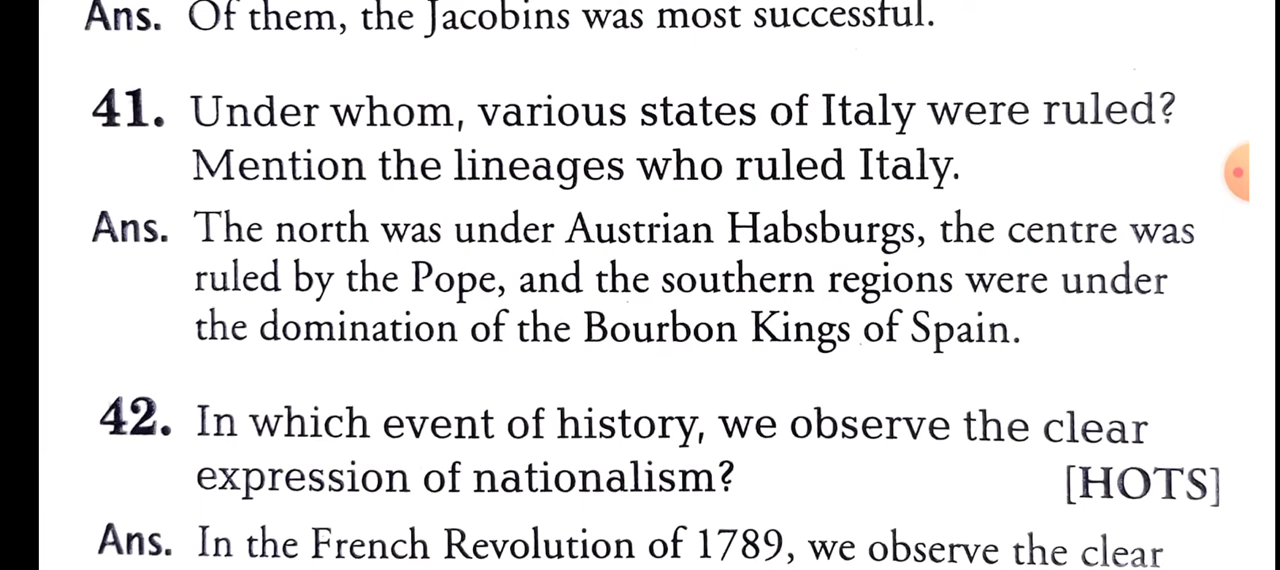 Ans. Of them, the Jacobins was most successful.
41. Under whom, various states of Italy were ruled?
Mention the lineages who ruled Italy.
Ans. The north was under Austrian Habsburgs, the centre was
ruled by the Pope, and the southern regions were under
the domination of the Bourbon Kings of Spain.
42. In which event of history, we observe the clear
expression of nationalism? [HOTS]
Ans. In the French Revolution of 1789, we observe the clear